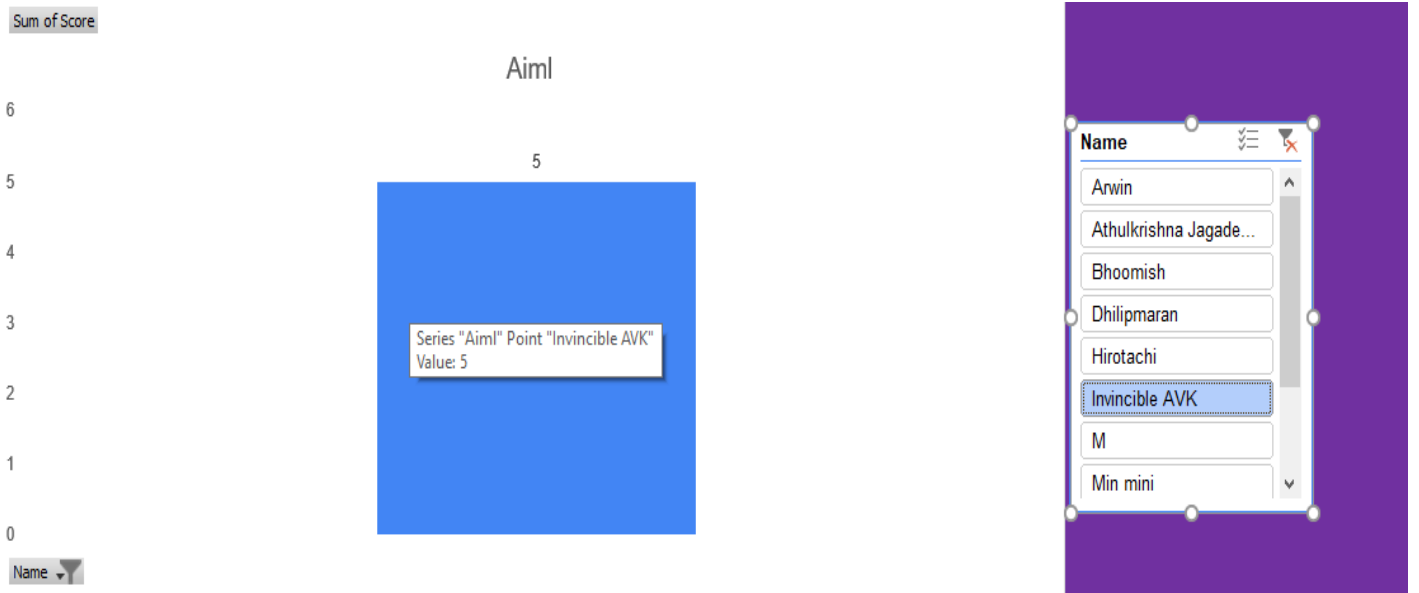 Sum of Score
Aiml
6
5
5
4
3
2
1
0
Series "Aiml" Point "Invincible AVK"
Value: 5
Name
Name
Arwin
Athulkrishna Jagade...
Bhoomish
Dhilipmaran
Hirotachi
Invincible AVK
M
Min mini